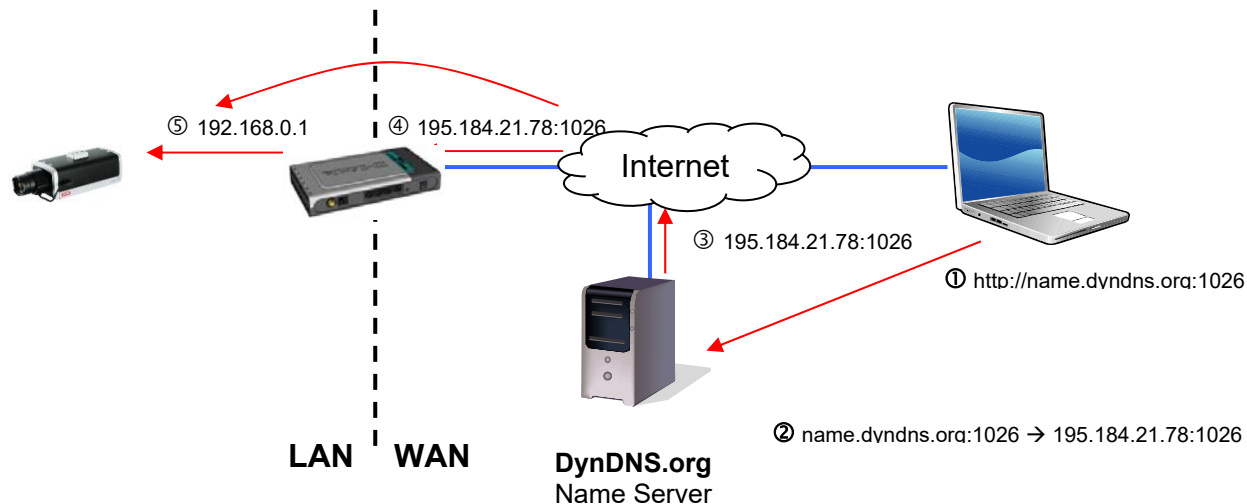 ⑤ 192.168.0.1
④ 195.184.21.78:1026
Internet
③ 195.184.21.78:1026
① http://name.dyndns.org:1026
② name.dyndns.org:1026 → 195.184.21.78:1026
LAN WAN
DynDNS.org
Name Server